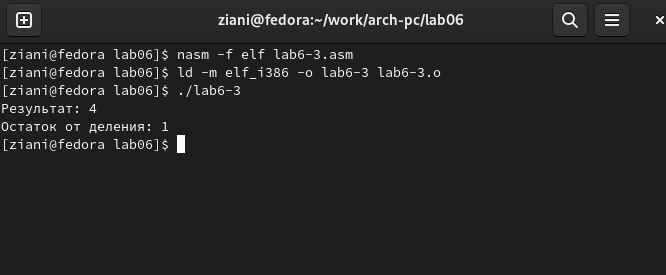 ziani@fedora:~/work/arch-pc/lab06
[ziani@fedora lab06]$ nasm -f elf lab6-3.asm
[ziani@fedora lab06]$ ld -m elf_i386 -o lab6-3 lab6-3.o
[ziani@fedora lab06]$ ./lab6-3
Результат: 4
Остаток от деления: 1
[ziani@fedora lab06]$